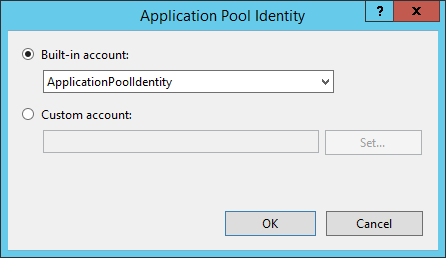 Application Pool Identity
?
Built-in account:
ApplicationPoolIdentity
Custom account:
Set...
OK
Cancel